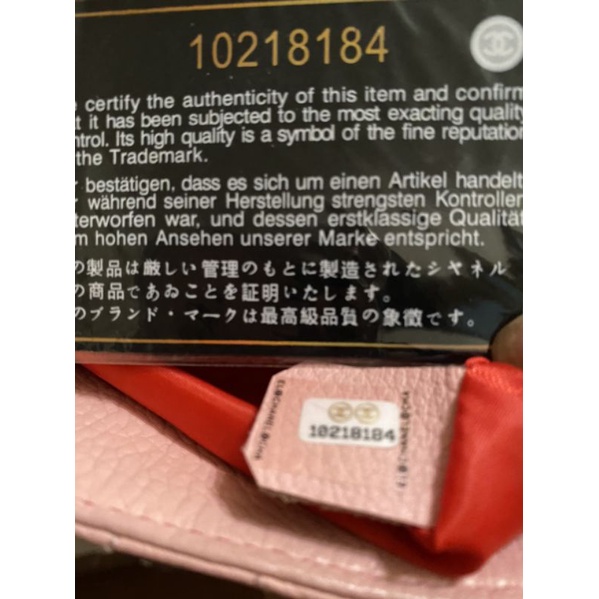 10218184
certify the authenticity of this item and confirm
it has been subjected to the most exacting quality
Its high quality is a symbol of the fine reputation
the Trademark.
bestätigen, dass es sich um einen Artikel handelt
während seiner Herstellung strengsten Kontrollen
war, und dessen erstklassige Qualität
hohen Ansehen unserer Marke entspricht.
の製品は厳しい管理のもとに製造されたシヤネル
の商品であゐことを証明いたします。
のブランド・マークは最高級品質の象徴です。
10218184